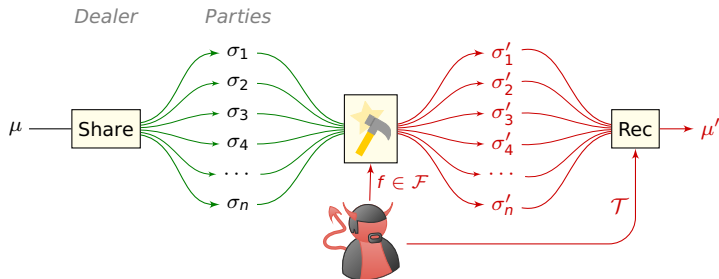 Dealer Parties
σ₁ σ′₁
σ₂ σ′₂
σ₃ σ′₃
μ Share Rec μ′
σ₄ σ′₄
··· ···
f ∈ ℱ
σₙ σ′ₙ
𝒯